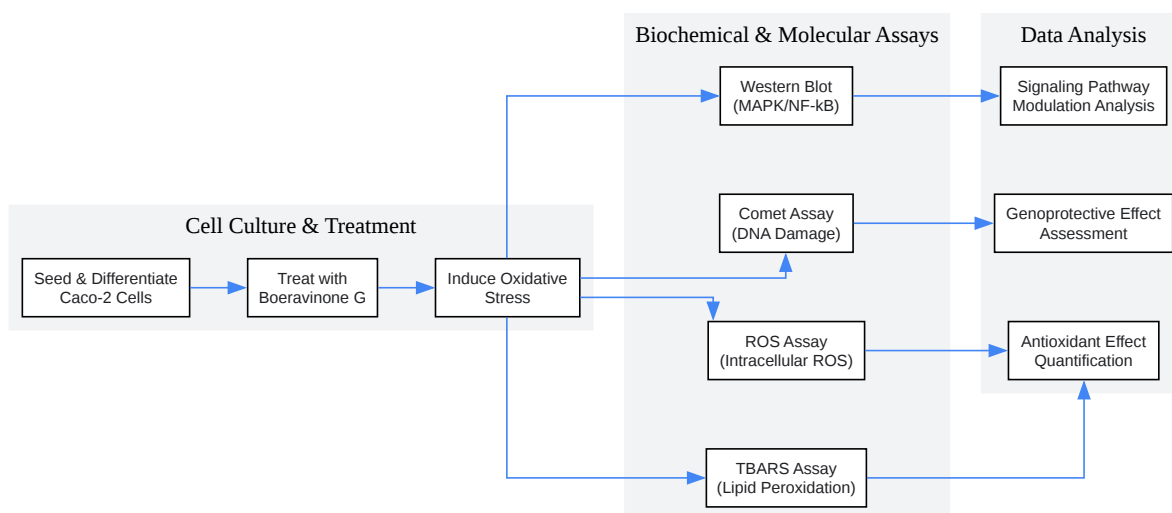 Biochemical & Molecular Assays
Data Analysis
Western Blot
(MAPK/NF-kB)
Signaling Pathway
Modulation Analysis
Cell Culture & Treatment
Comet Assay
(DNA Damage)
Genoprotective Effect
Assessment
Seed & Differentiate
Caco-2 Cells
Treat with
Boeravinone G
Induce Oxidative
Stress
ROS Assay
(Intracellular ROS)
Antioxidant Effect
Quantification
TBARS Assay
(Lipid Peroxidation)